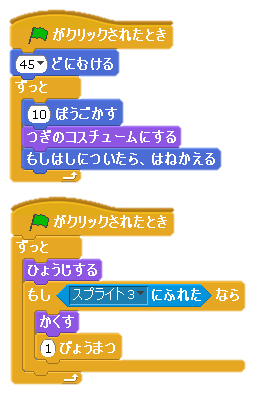 がクリックされたとき
45 どにむける
ずっと
10 ぽうごかす
つぎのコスチュームにする
もしはしについたら、はねかえる
がクリックされたとき
ずっと
ひょうじする
もし スプライト3 にふれた なら
かくす
1 びょうまつ